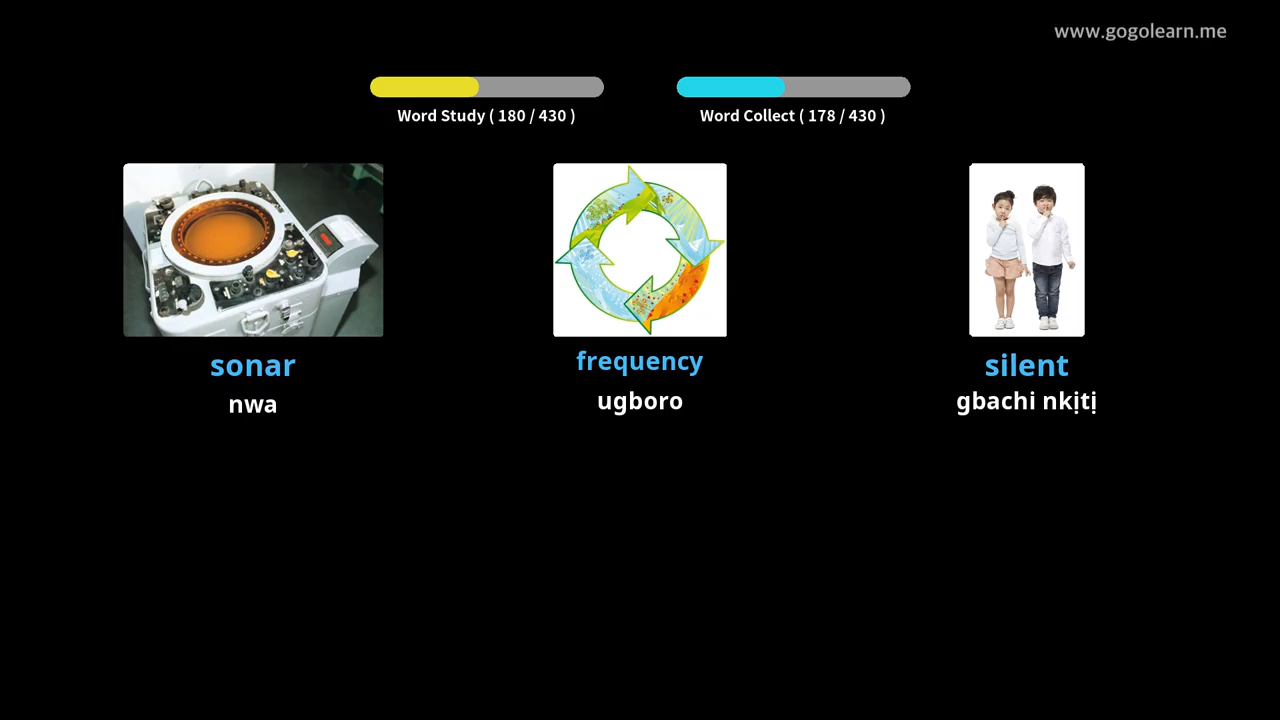 www.gogolearn.me
Word Study ( 180 / 430 )
Word Collect ( 178 / 430 )
sonar
nwa
frequency
ugboro
silent
gbachi nkịtị